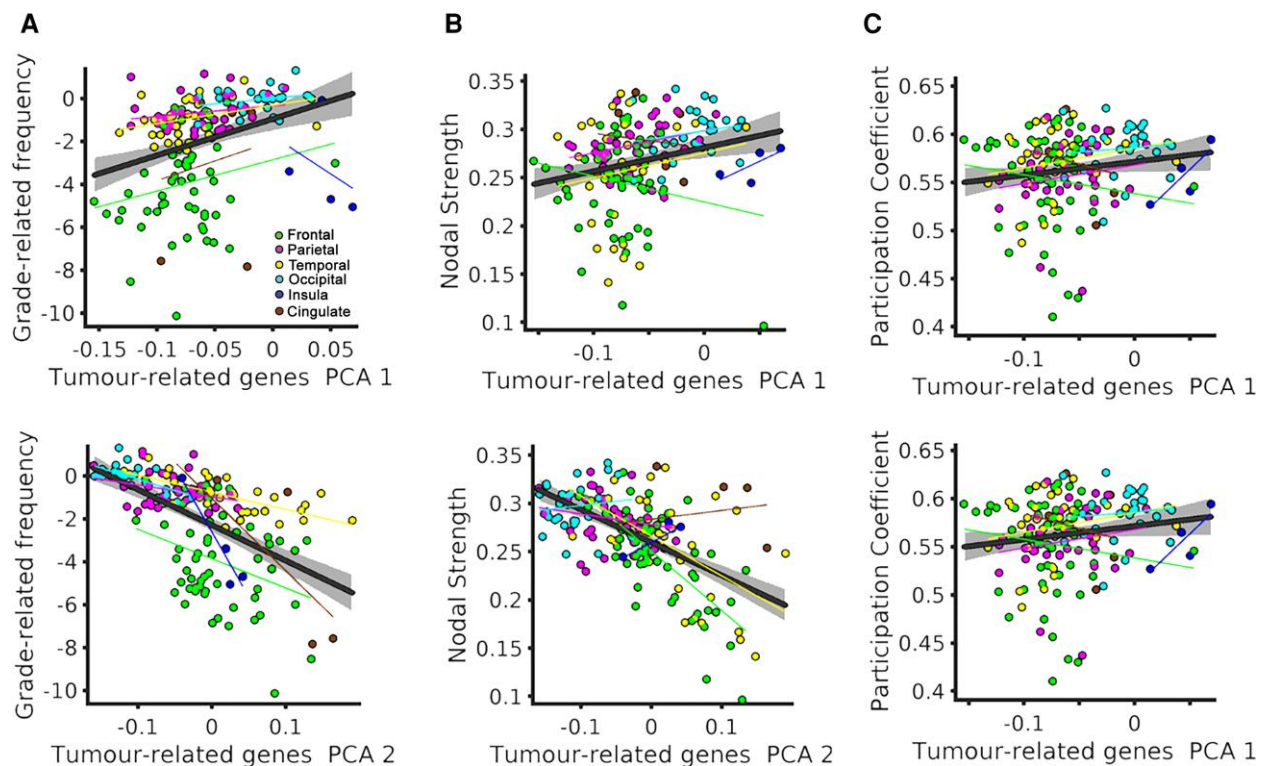 A
Grade-related frequency
0
-2
-4
-6
-8
-10
Frontal
Parietal
Temporal
Occipital
Insula
Cingulate
-0.15 -0.1 -0.05 0 0.05
Tumour-related genes PCA 1
B
Nodal Strength
0.35
0.3
0.25
0.2
0.15
0.1
-0.1 0
Tumour-related genes PCA 1
C
Participation Coefficient
0.65
0.6
0.55
0.5
0.45
0.4
-0.1 0
Tumour-related genes PCA 1
Grade-related frequency
0
-2
-4
-6
-8
-10
-0.1 0 0.1
Tumour-related genes PCA 2
Nodal Strength
0.35
0.3
0.25
0.2
0.15
0.1
-0.1 0 0.1
Tumour-related genes PCA 2
Participation Coefficient
0.65
0.6
0.55
0.5
0.45
0.4
-0.1 0
Tumour-related genes PCA 1